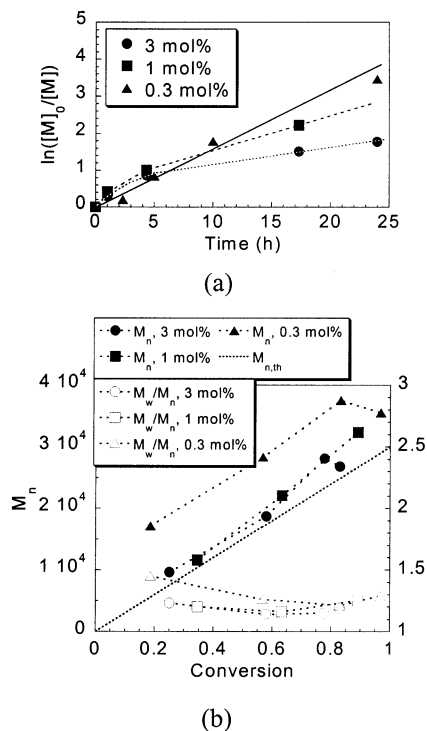 3 mol%
1 mol%
0.3 mol%
ln([M]0/[M])
5
4
3
2
1
0
0 5 10 15 20 25
Time (h)
(a)
Mn, 3 mol% Mn, 0.3 mol%
Mn, 1 mol% Mn,th
Mw/Mn, 3 mol%
Mw/Mn, 1 mol%
Mw/Mn, 0.3 mol%
Mn
4 10^4
3 10^4
2 10^4
1 10^4
0
3
2.5
2
1.5
1
0 0.2 0.4 0.6 0.8 1
Conversion
(b)